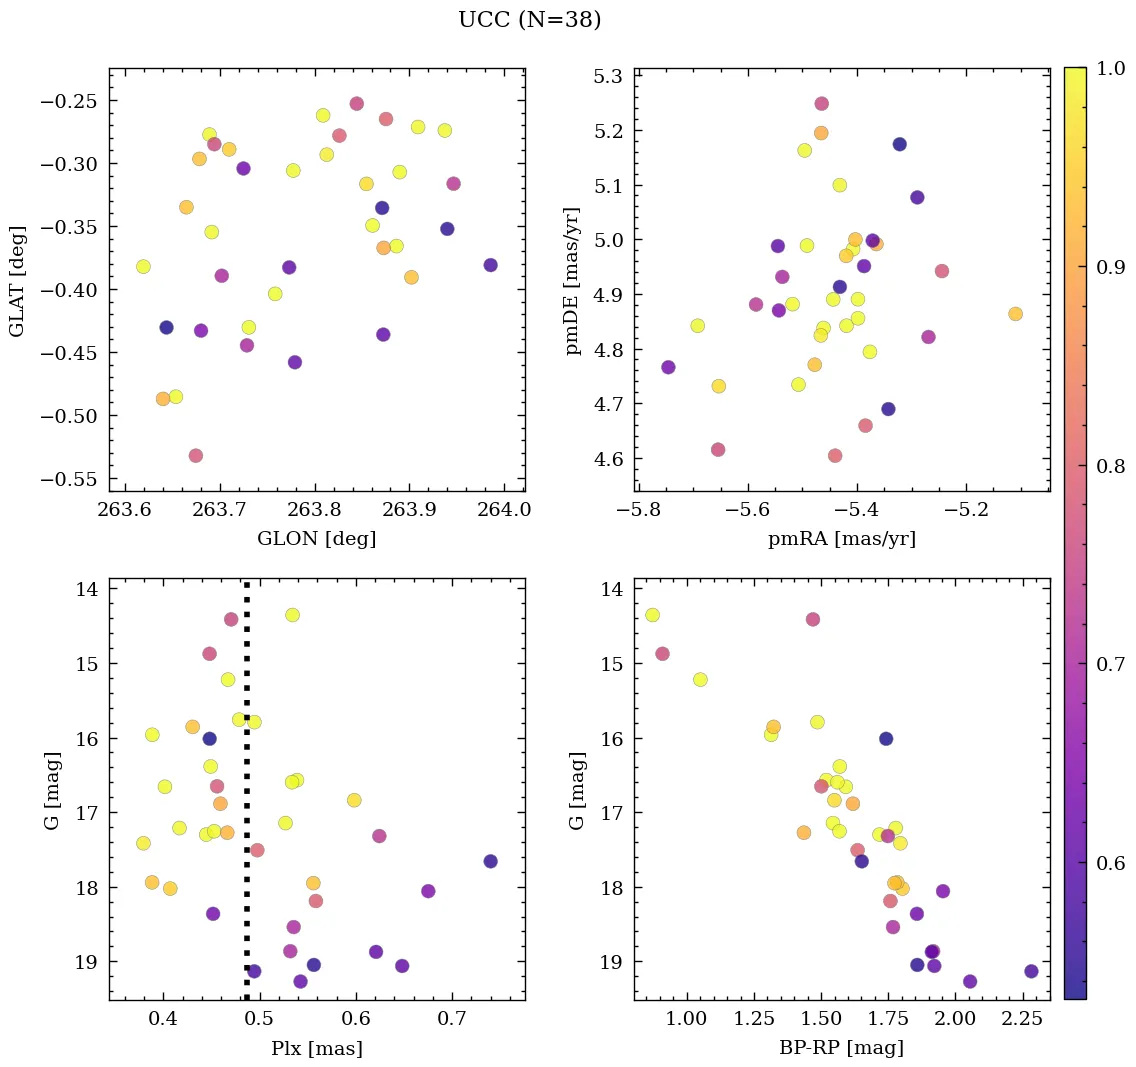 UCC (N=38)
−0.25
−0.30
−0.35
−0.40
−0.45
−0.50
−0.55
GLAT [deg]
263.6 263.7 263.8 263.9 264.0
GLON [deg]
5.3
5.2
5.1
5.0
4.9
4.8
4.7
4.6
pmDE [mas/yr]
−5.8 −5.6 −5.4 −5.2
pmRA [mas/yr]
14
15
16
17
18
19
G [mag]
0.4 0.5 0.6 0.7
Plx [mas]
14
15
16
17
18
19
G [mag]
1.00 1.25 1.50 1.75 2.00 2.25
BP-RP [mag]
1.0
0.9
0.8
0.7
0.6